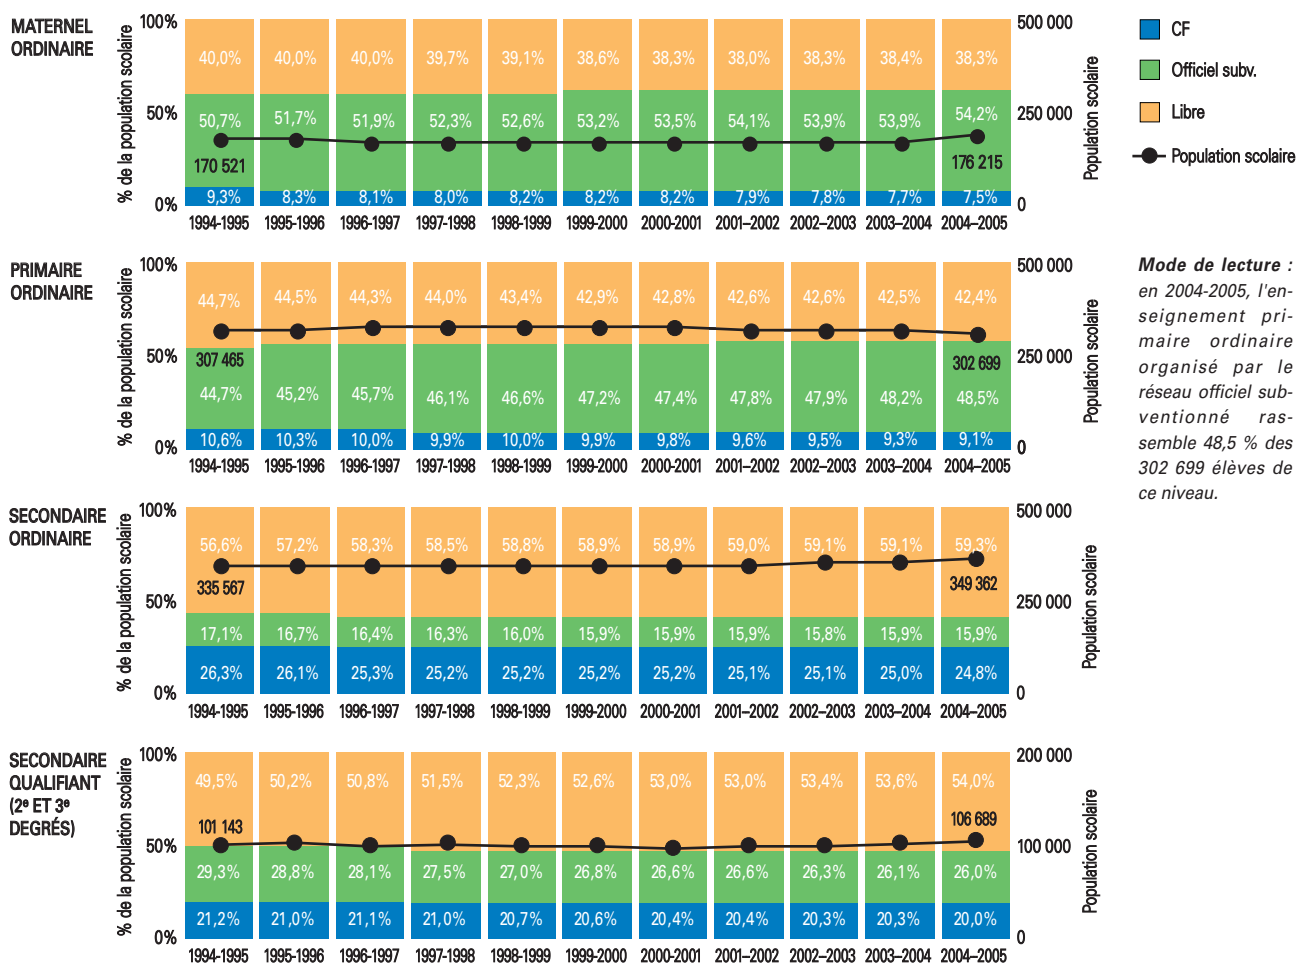 MATERNEL
ORDINAIRE
% de la population scolaire
100%
50%
0%
40,0% 40,0% 40,0% 39,7% 39,1% 38,6% 38,3% 38,0% 38,3% 38,4% 38,3%
50,7% 51,7% 51,9% 52,3% 52,6% 53,2% 53,5% 54,1% 53,9% 53,9% 54,2%
170 521 176 215
9,3% 8,3% 8,1% 8,0% 8,2% 8,2% 8,2% 7,9% 7,8% 7,7% 7,5%
1994-1995 1995-1996 1996-1997 1997-1998 1998-1999 1999-2000 2000-2001 2001–2002 2002–2003 2003–2004 2004–2005
500 000
250 000
0
Population scolaire
CF
Officiel subv.
Libre
Population scolaire
PRIMAIRE
ORDINAIRE
% de la population scolaire
100%
50%
0%
44,7% 44,5% 44,3% 44,0% 43,4% 42,9% 42,8% 42,6% 42,6% 42,5% 42,4%
307 465 302 699
44,7% 45,2% 45,7% 46,1% 46,6% 47,2% 47,4% 47,8% 47,9% 48,2% 48,5%
10,6% 10,3% 10,0% 9,9% 10,0% 9,9% 9,8% 9,6% 9,5% 9,3% 9,1%
1994-1995 1995-1996 1996-1997 1997-1998 1998-1999 1999-2000 2000-2001 2001–2002 2002–2003 2003–2004 2004–2005
500 000
250 000
0
Population scolaire
Mode de lecture :
en 2004-2005, l'en-
seignement pri-
maire ordinaire
organisé par le
réseau officiel sub-
ventionné ras-
semble 48,5 % des
302 699 élèves de
ce niveau.
SECONDAIRE
ORDINAIRE
% de la population scolaire
100%
50%
0%
56,6% 57,2% 58,3% 58,5% 58,8% 58,9% 58,9% 59,0% 59,1% 59,1% 59,3%
335 567 349 362
17,1% 16,7% 16,4% 16,3% 16,0% 15,9% 15,9% 15,9% 15,8% 15,9% 15,9%
26,3% 26,1% 25,3% 25,2% 25,2% 25,2% 25,2% 25,1% 25,1% 25,0% 24,8%
1994-1995 1995-1996 1996-1997 1997-1998 1998-1999 1999-2000 2000-2001 2001–2002 2002–2003 2003–2004 2004–2005
500 000
250 000
0
Population scolaire
SECONDAIRE
QUALIFIANT
(2e ET 3e
DEGRÉS)
% de la population scolaire
100%
50%
0%
49,5% 50,2% 50,8% 51,5% 52,3% 52,6% 53,0% 53,0% 53,4% 53,6% 54,0%
101 143 106 689
29,3% 28,8% 28,1% 27,5% 27,0% 26,8% 26,6% 26,6% 26,3% 26,1% 26,0%
21,2% 21,0% 21,1% 21,0% 20,7% 20,6% 20,4% 20,4% 20,3% 20,3% 20,0%
1994-1995 1995-1996 1996-1997 1997-1998 1998-1999 1999-2000 2000-2001 2001–2002 2002–2003 2003–2004 2004–2005
200 000
100 000
0
Population scolaire